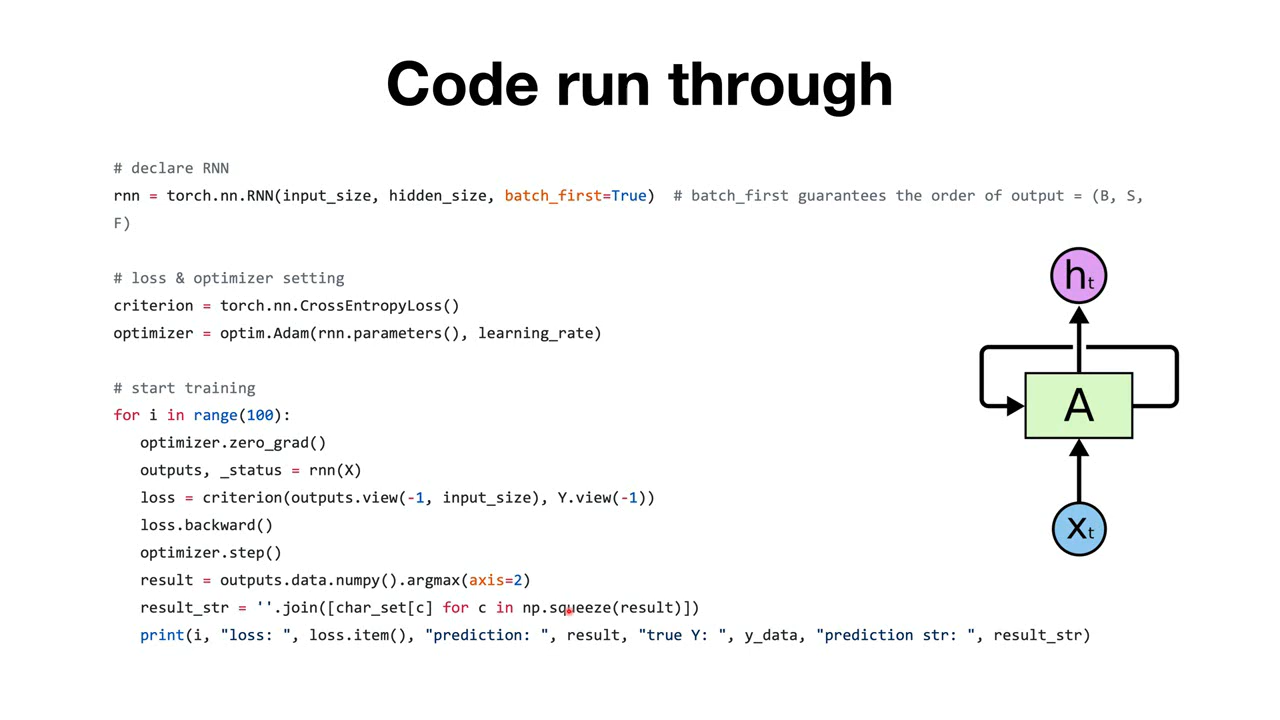 Code run through
# declare RNN
rnn = torch.nn.RNN(input_size, hidden_size, batch_first=True)  # batch_first guarantees the order of output = (B, S,
F)
# loss & optimizer setting
criterion = torch.nn.CrossEntropyLoss()
optimizer = optim.Adam(rnn.parameters(), learning_rate)
# start training
for i in range(100):
   optimizer.zero_grad()
   outputs, _status = rnn(X)
   loss = criterion(outputs.view(-1, input_size), Y.view(-1))
   loss.backward()
   optimizer.step()
   result = outputs.data.numpy().argmax(axis=2)
   result_str = ''.join([char_set[c] for c in np.squeeze(result)])
   print(i, "loss: ", loss.item(), "prediction: ", result, "true Y: ", y_data, "prediction str: ", result_str)
ht
A
xt